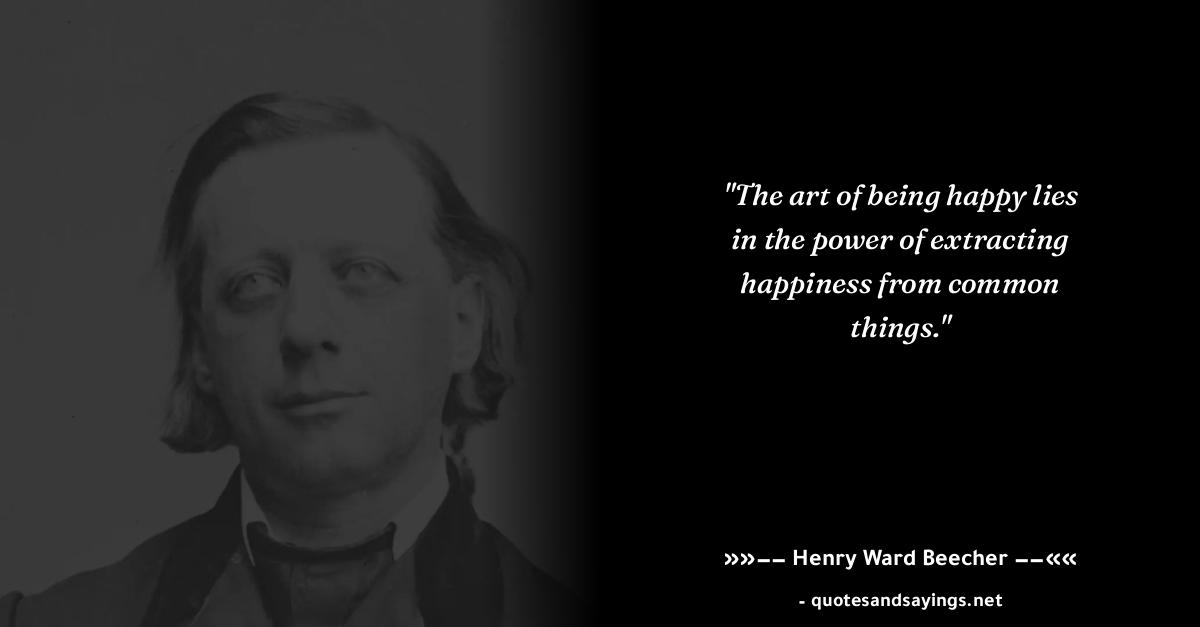 "The art of being happy lies
in the power of extracting
happiness from common
things."
»»–– Henry Ward Beecher ––««
- quotesandsayings.net